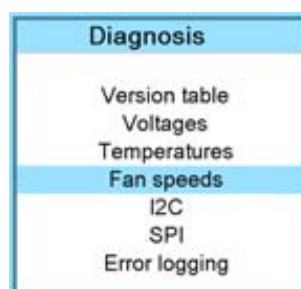 Diagnosis
Version table
Voltages
Temperatures
Fan speeds
I2C
SPI
Error logging